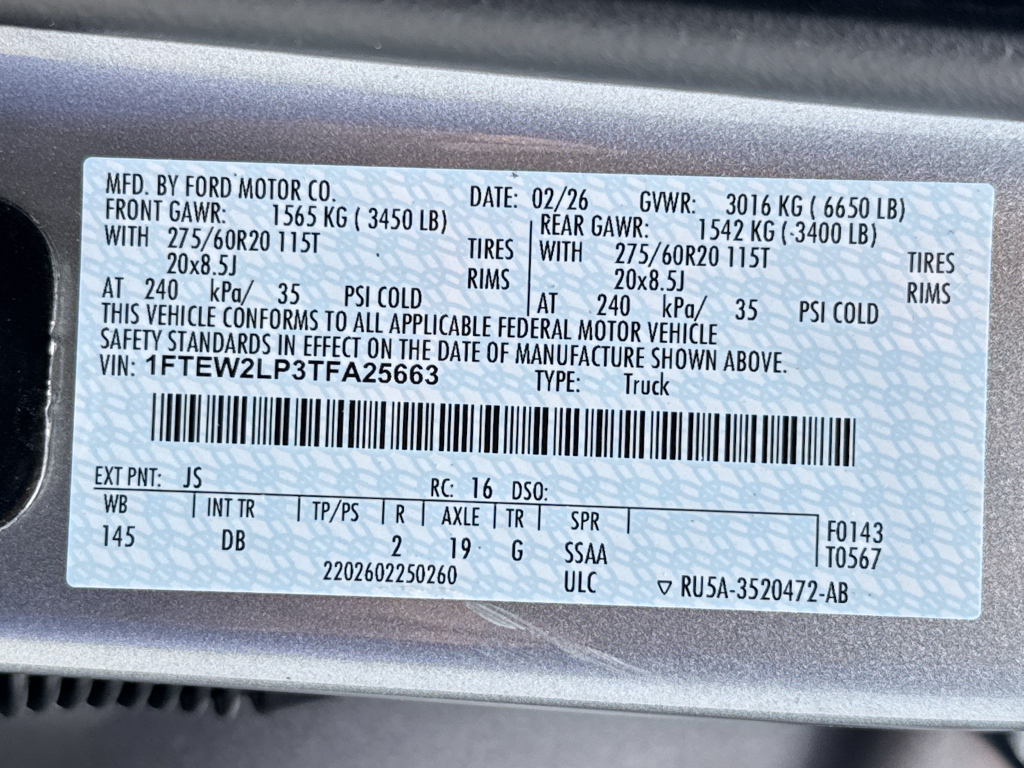 MFD. BY FORD MOTOR CO. DATE: 02/26 GVWR: 3016 KG ( 6650 LB)
FRONT GAWR: 1565 KG ( 3450 LB) REAR GAWR: 1542 KG (-3400 LB)
WITH 275/60R20 115T TIRES WITH 275/60R20 115T TIRES
20x8.5J RIMS 20x8.5J RIMS
AT 240 kPa/ 35 PSI COLD AT 240 kPa/ 35 PSI COLD
THIS VEHICLE CONFORMS TO ALL APPLICABLE FEDERAL MOTOR VEHICLE
SAFETY STANDARDS IN EFFECT ON THE DATE OF MANUFACTURE SHOWN ABOVE.
VIN: 1FTEW2LP3TFA25663 TYPE: Truck
EXT PNT: JS RC: 16 DSO:
WB INT TR TP/PS R AXLE TR SPR F0143
145 DB 2 19 G SSAA T0567
2202602250260 ULC ▽ RU5A-3520472-AB